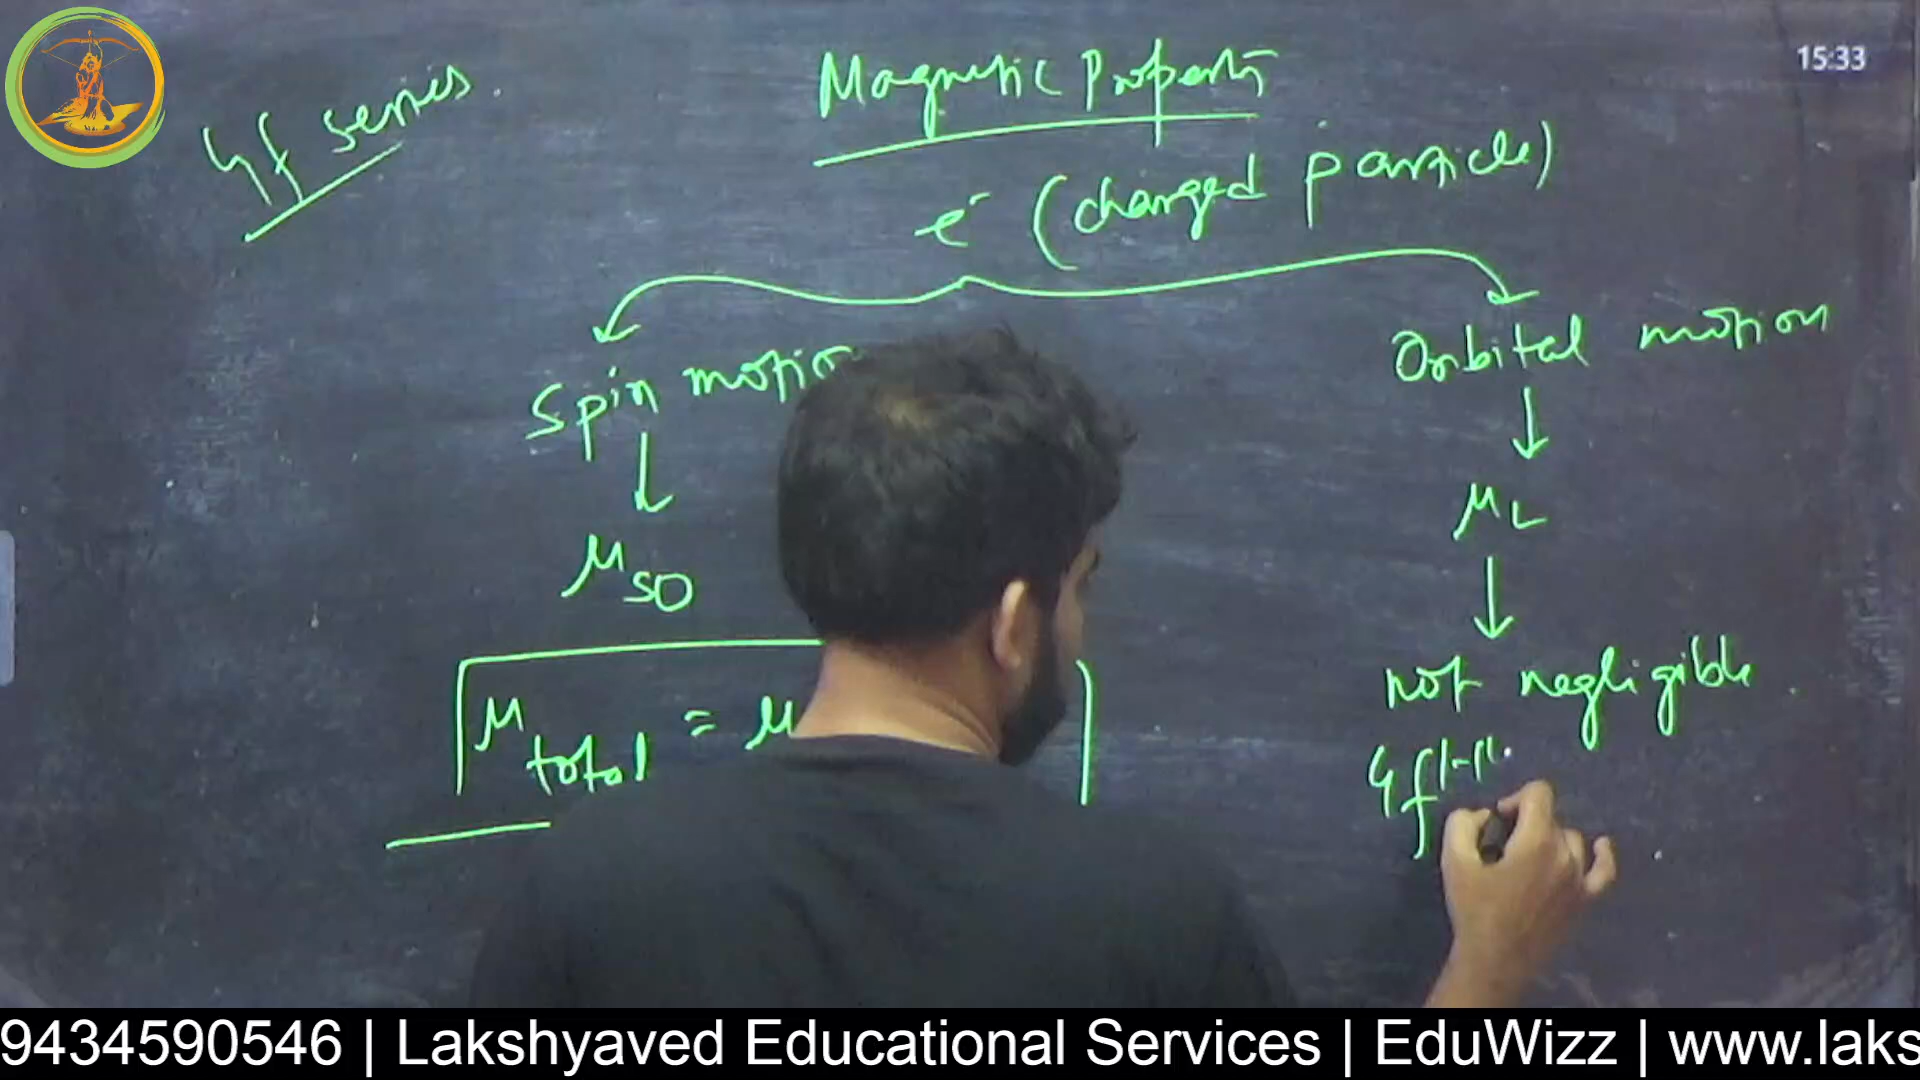 15:33
4f series
Magnetic Property
e⁻ (charged particle)
Spin motion
Orbital motion
μSO
μL
μtotal = μ
not negligible
4f¹⁻
9434590546 | Lakshyaved Educational Services | EduWizz | www.laks